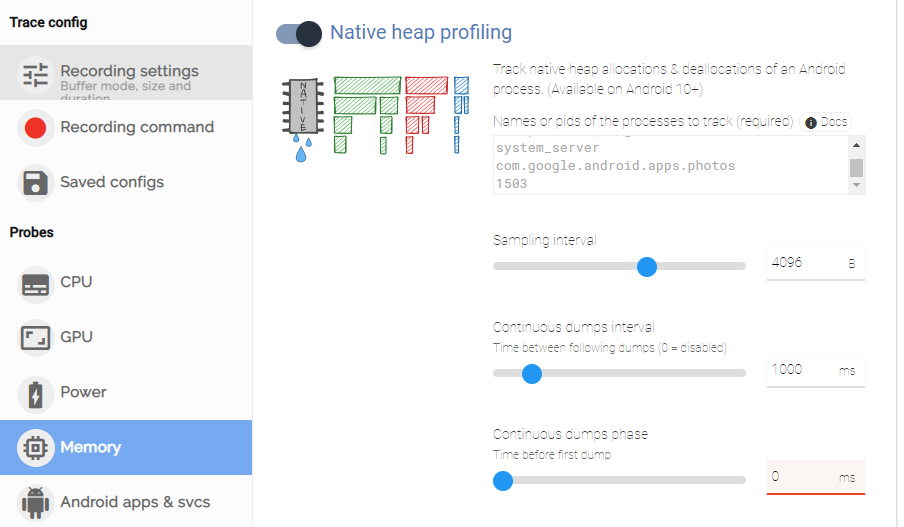 Trace config
Recording settings
Buffer mode, size and
duration
Recording command
Saved configs
Probes
CPU
GPU
Power
Memory
Android apps & svcs
Native heap profiling
NATIVE
Track native heap allocations & deallocations of an Android
process. (Available on Android 10+)
Names or pids of the processes to track (required) Docs
system_server
com.google.android.apps.photos
1503
Sampling interval
4096 B
Continuous dumps interval
Time between following dumps (0 = disabled)
1000 ms
Continuous dumps phase
Time before first dump
0 ms